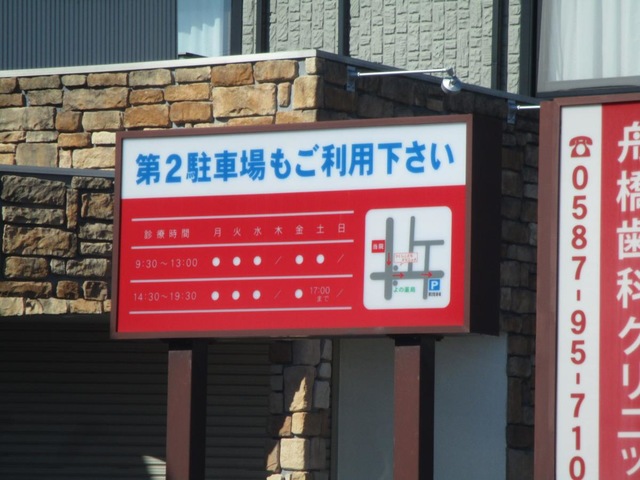 第2駐車場もご利用下さい
診療時間 月 火 水 木 金 土 日
9:30～13:00 ● ● ● ／ ● ● ／
14:30～19:30 ● ● ● ／ ● 17:00まで ／
P
☎0587-95-710
舟橋歯科クリニッ